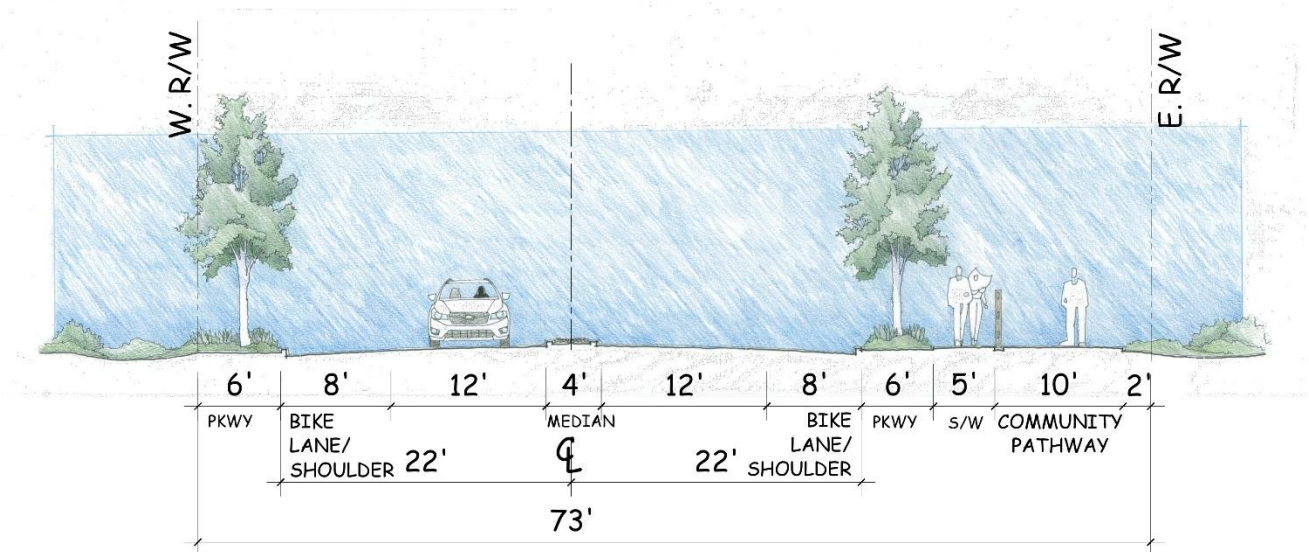 W. R/W
E. R/W
6' 8' 12' 4' 12' 8' 6' 5' 10' 2'
PKWY
BIKE
LANE/
SHOULDER
MEDIAN
BIKE
LANE/
SHOULDER
PKWY
S/W
COMMUNITY
PATHWAY
22'
℄
22'
73'